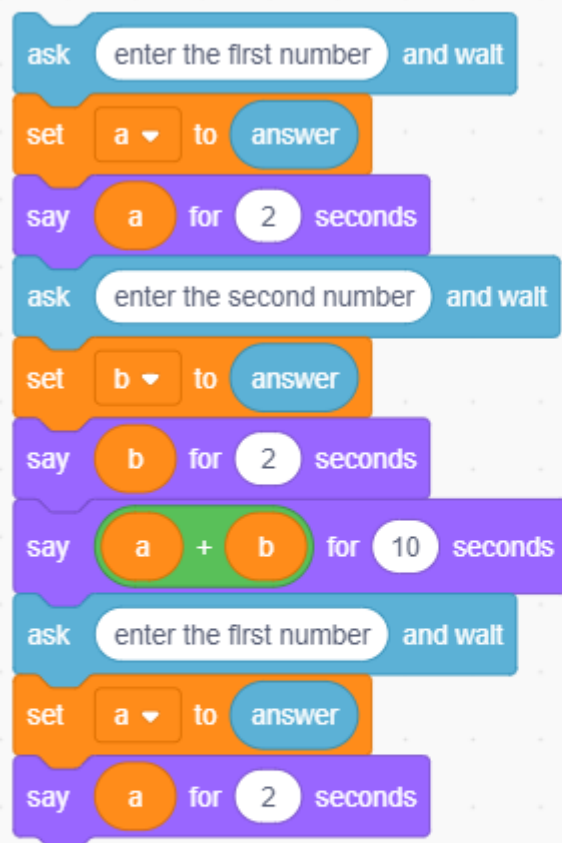 ask enter the first number and wait
set a to answer
say a for 2 seconds
ask enter the second number and wait
set b to answer
say b for 2 seconds
say a + b for 10 seconds
ask enter the first number and wait
set a to answer
say a for 2 seconds